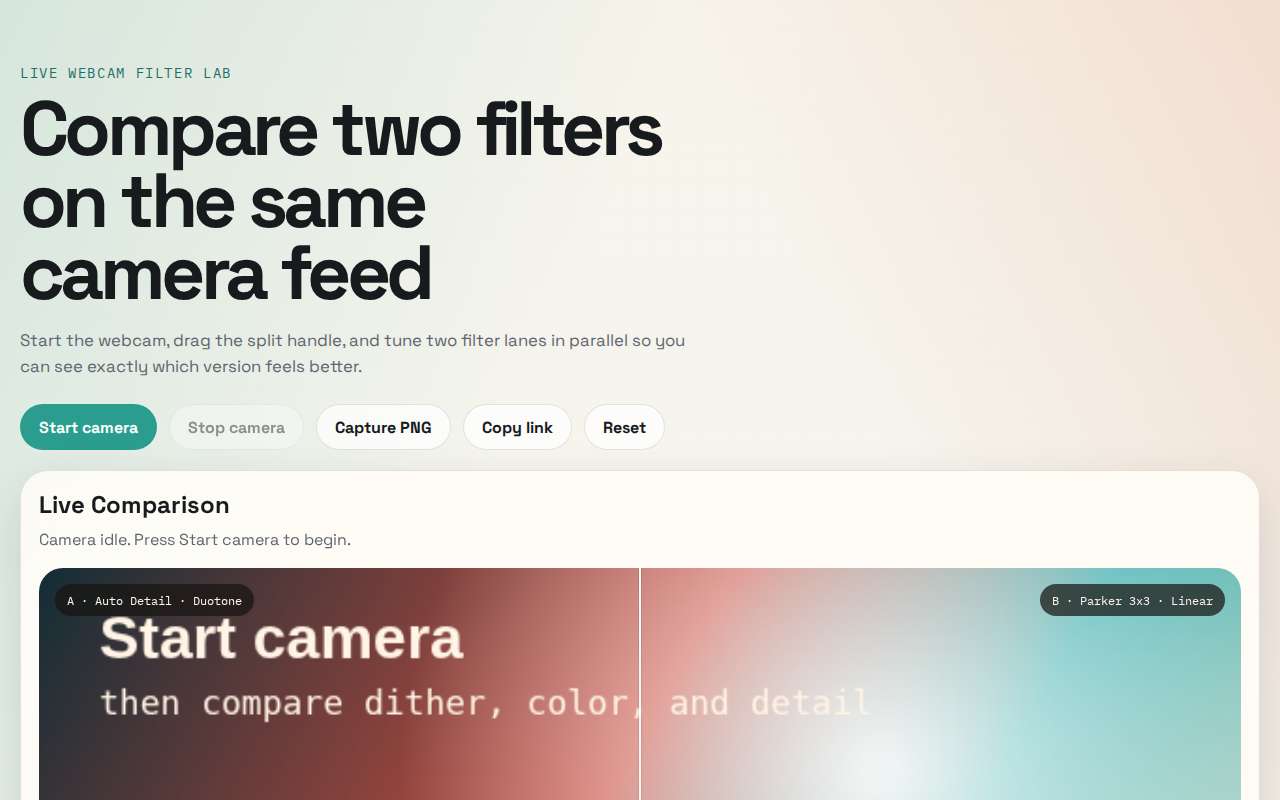 LIVE WEBCAM FILTER LAB
Compare two filters
on the same
camera feed
Start the webcam, drag the split handle, and tune two filter lanes in parallel so you
can see exactly which version feels better.
Start camera
Stop camera
Capture PNG
Copy link
Reset
Live Comparison
Camera idle. Press Start camera to begin.
A · Auto Detail · Duotone
B · Parker 3x3 · Linear
Start camera
then compare dither, color, and detail